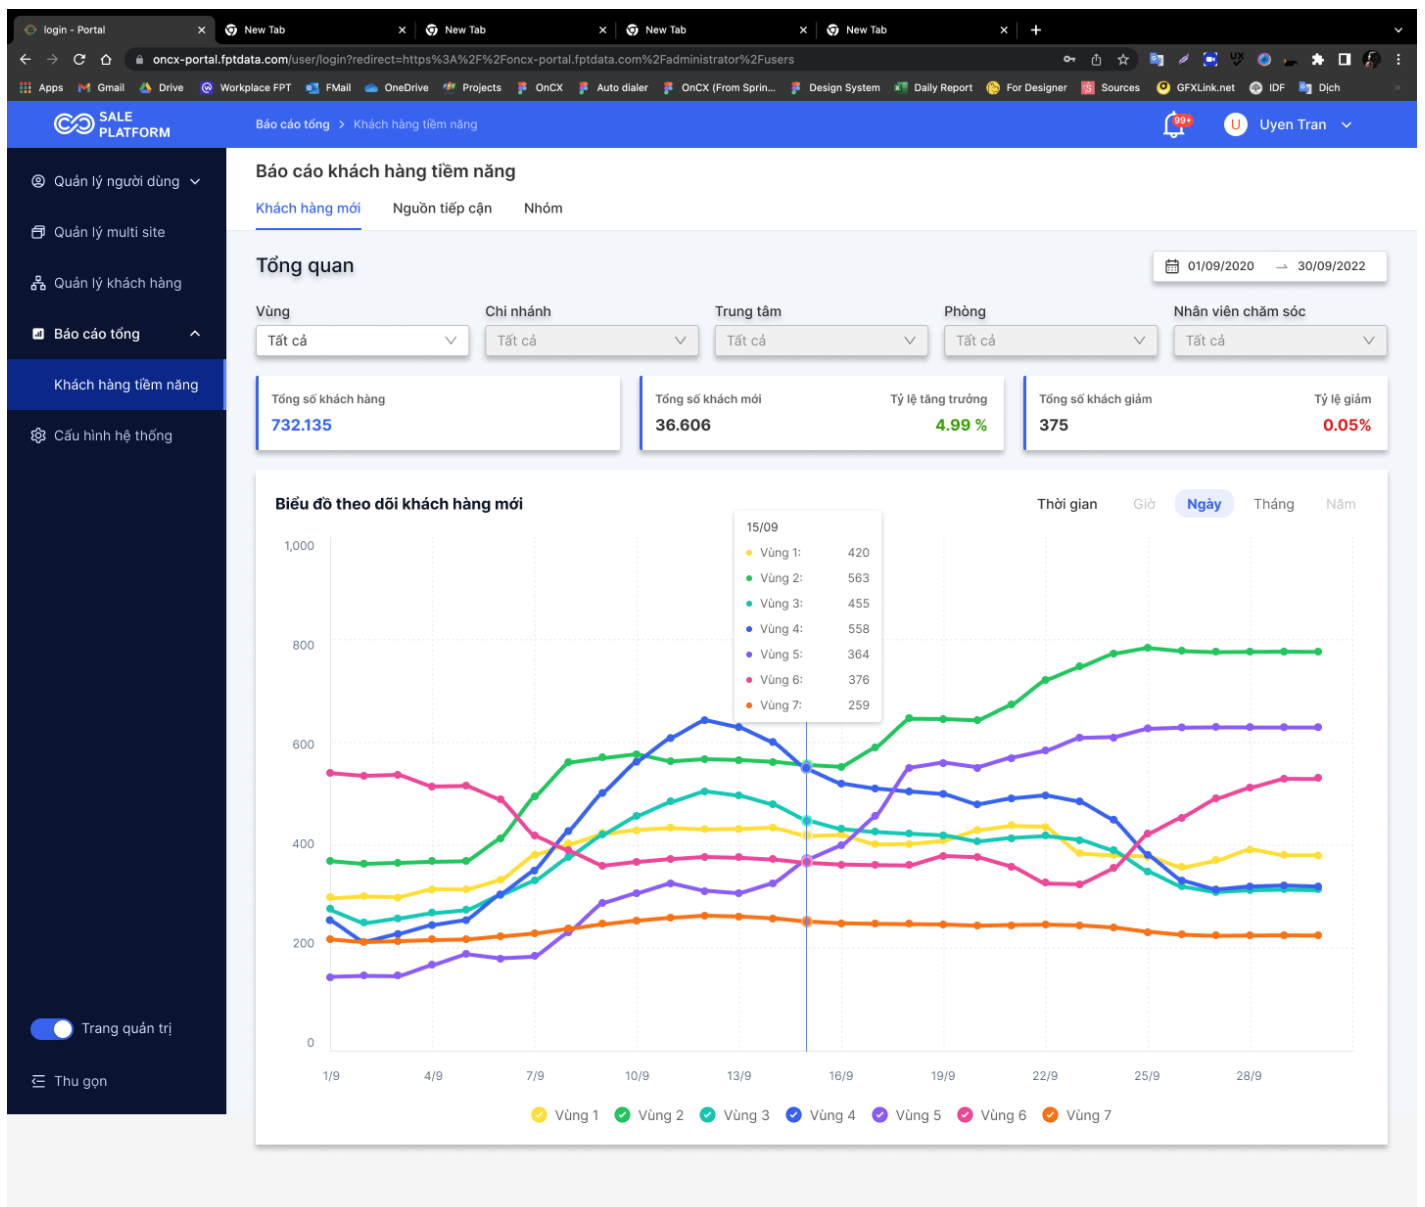 login - Portal
New Tab
New Tab
New Tab
New Tab
oncx-portal.fptdata.com/user/login?redirect=https%3A%2F%2Foncx-portal.fptdata.com%2Fadministrator%2Fusers
Apps Gmail Drive Workplace FPT FMail OneDrive Projects OnCX Auto dialer OnCX (From Sprin... Design System Daily Report For Designer Sources GFXLink.net IDF Dịch
SALE
PLATFORM
Báo cáo tổng > Khách hàng tiềm năng
99+
U Uyen Tran
Quản lý người dùng
Quản lý multi site
Quản lý khách hàng
Báo cáo tổng
Khách hàng tiềm năng
Cấu hình hệ thống
Trang quản trị
Thu gọn
Báo cáo khách hàng tiềm năng
Khách hàng mới Nguồn tiếp cận Nhóm
Tổng quan
01/09/2020 → 30/09/2022
Vùng Chi nhánh Trung tâm Phòng Nhân viên chăm sóc
Tất cả Tất cả Tất cả Tất cả Tất cả
Tổng số khách hàng
732.135
Tổng số khách mới Tỷ lệ tăng trưởng
36.606 4.99 %
Tổng số khách giảm Tỷ lệ giảm
375 0.05%
Biểu đồ theo dõi khách hàng mới
Thời gian Giờ Ngày Tháng Năm
15/09
Vùng 1: 420
Vùng 2: 563
Vùng 3: 455
Vùng 4: 558
Vùng 5: 364
Vùng 6: 376
Vùng 7: 259
1,000
800
600
400
200
0
1/9 4/9 7/9 10/9 13/9 16/9 19/9 22/9 25/9 28/9
Vùng 1 Vùng 2 Vùng 3 Vùng 4 Vùng 5 Vùng 6 Vùng 7